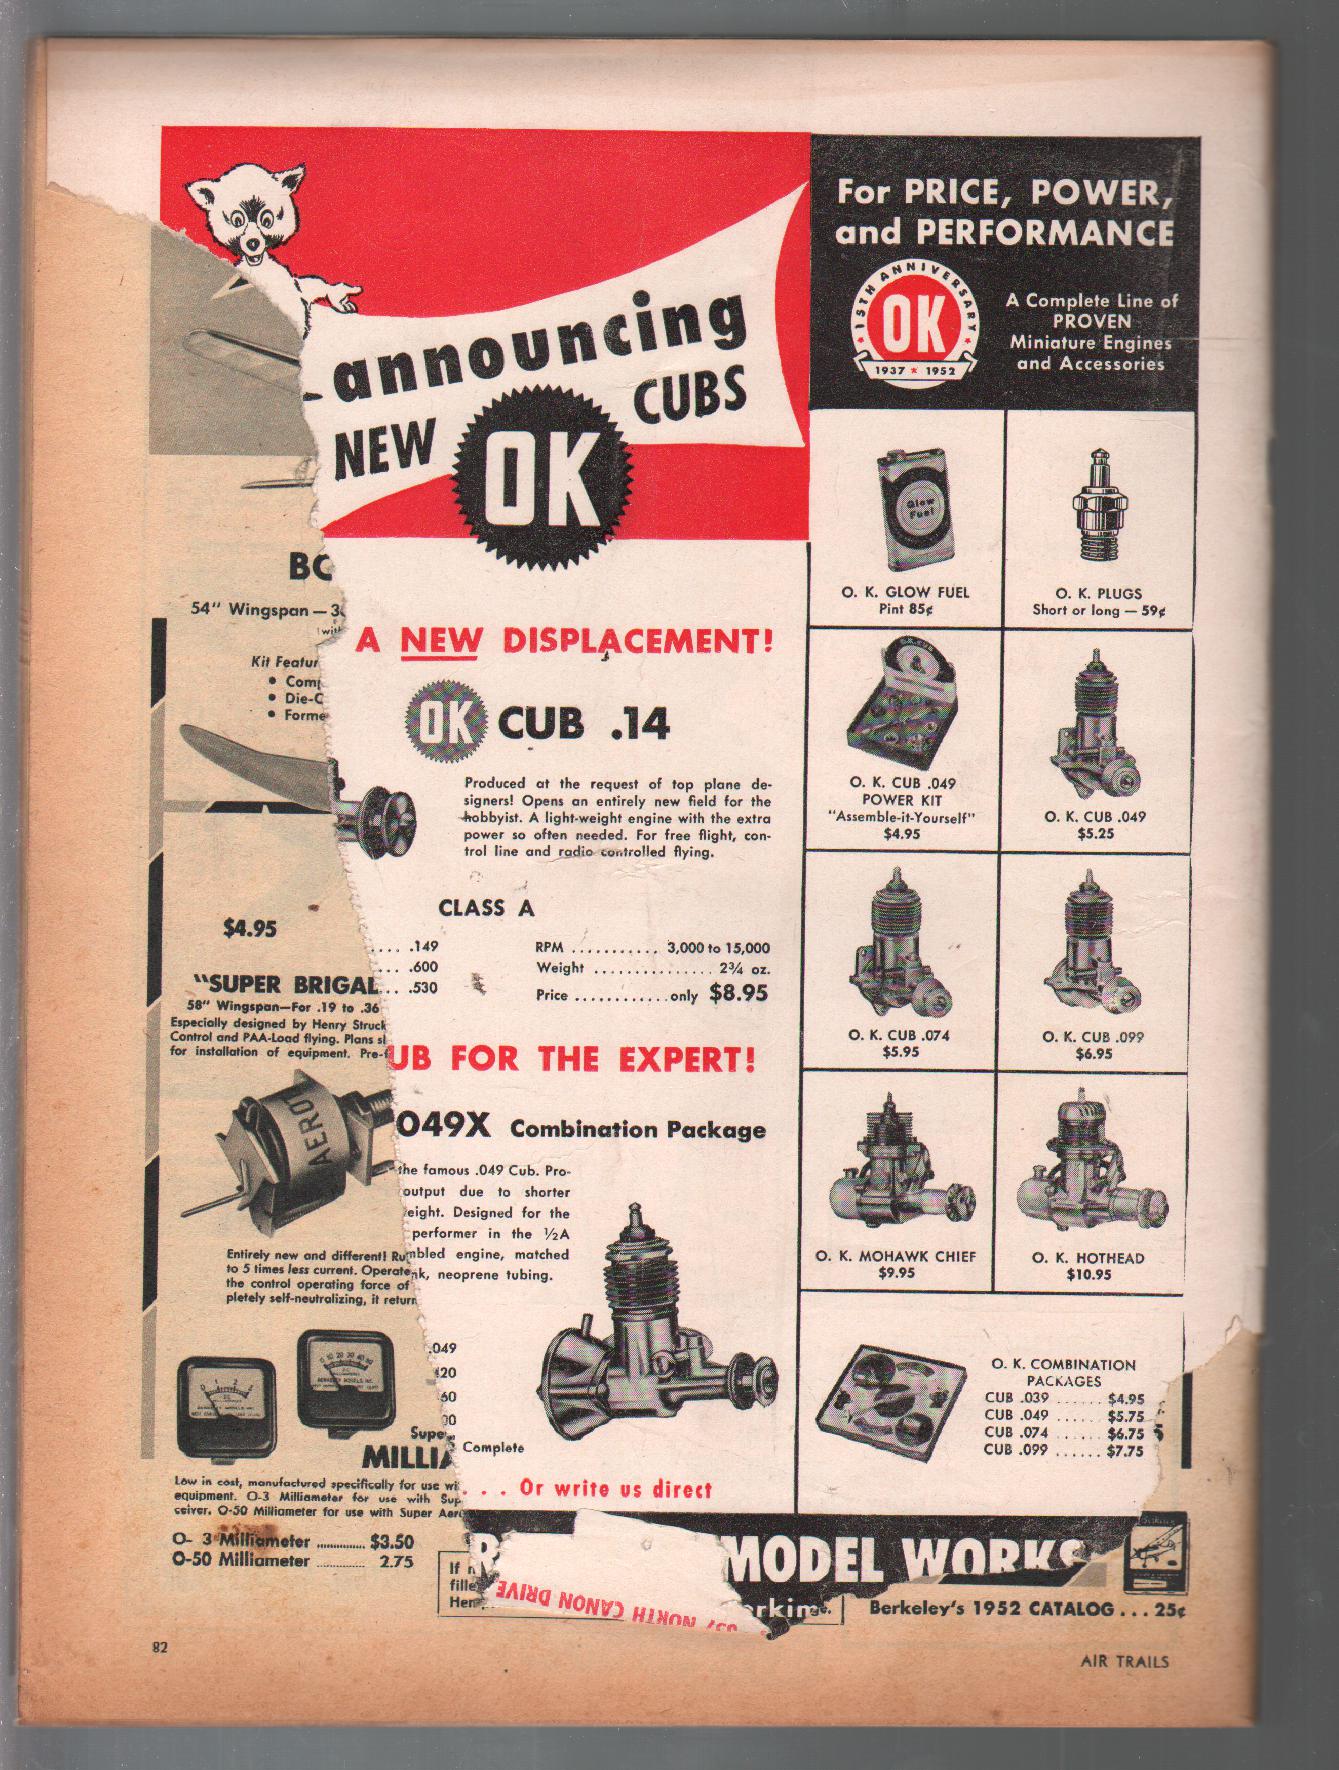 announcing
NEW OK CUBS
A NEW DISPLACEMENT!
OK CUB .14
Produced at the request of top plane de-
signers! Opens an entirely new field for the
hobbyist. A light-weight engine with the extra
power so often needed. For free flight, con-
trol line and radio controlled flying.
CLASS A
.... .149
... .600
... .530
RPM ........... 3,000 to 15,000
Weight .............. 2¾ oz.
Price ............ only $8.95
UB FOR THE EXPERT!
049X Combination Package
the famous .049 Cub. Pro-
output due to shorter
eight. Designed for the
performer in the ½A
mbled engine, matched
nk, neoprene tubing.
.049
Complete
. . . Or write us direct
For PRICE, POWER,
and PERFORMANCE
15TH ANNIVERSARY
OK
1937 ★ 1952
A Complete Line of
PROVEN
Miniature Engines
and Accessories
Glow
Fuel
O. K. GLOW FUEL
Pint 85¢
O. K. PLUGS
Short or long — 59¢
O.K. CUB
O. K. CUB .049
POWER KIT
"Assemble-it-Yourself"
$4.95
O. K. CUB .049
$5.25
O. K. CUB .074
$5.95
O. K. CUB .099
$6.95
O. K. MOHAWK CHIEF
$9.95
O. K. HOTHEAD
$10.95
O. K. COMBINATION
PACKAGES
CUB .039 ...... $4.95
CUB .049 ...... $5.75
CUB .074 ...... $6.75
CUB .099 ...... $7.75
BO
54" Wingspan — 3
Kit Featur
• Comp
• Die-C
• Forme
$4.95
"SUPER BRIGAL
58" Wingspan—For .19 to .36
Especially designed by Henry Struck
Control and PAA-Load flying. Plans sl
for installation of equipment. Pre-f
AERO
Entirely new and different! Ru
to 5 times less current. Operate
the control operating force of
pletely self-neutralizing, it return
Supe
MILLIA
Low in cost, manufactured specifically for use wi
equipment. O-3 Milliameter for use with Sup
ceiver. O-50 Milliameter for use with Super Aero
O- 3 Milliameter .............. $3.50
O-50 Milliameter .............. 2.75
If
fille
Hen
MODEL WORKS
NORTH CANON DRIVE
Berkeley's 1952 CATALOG . . . 25¢
82
AIR TRAILS